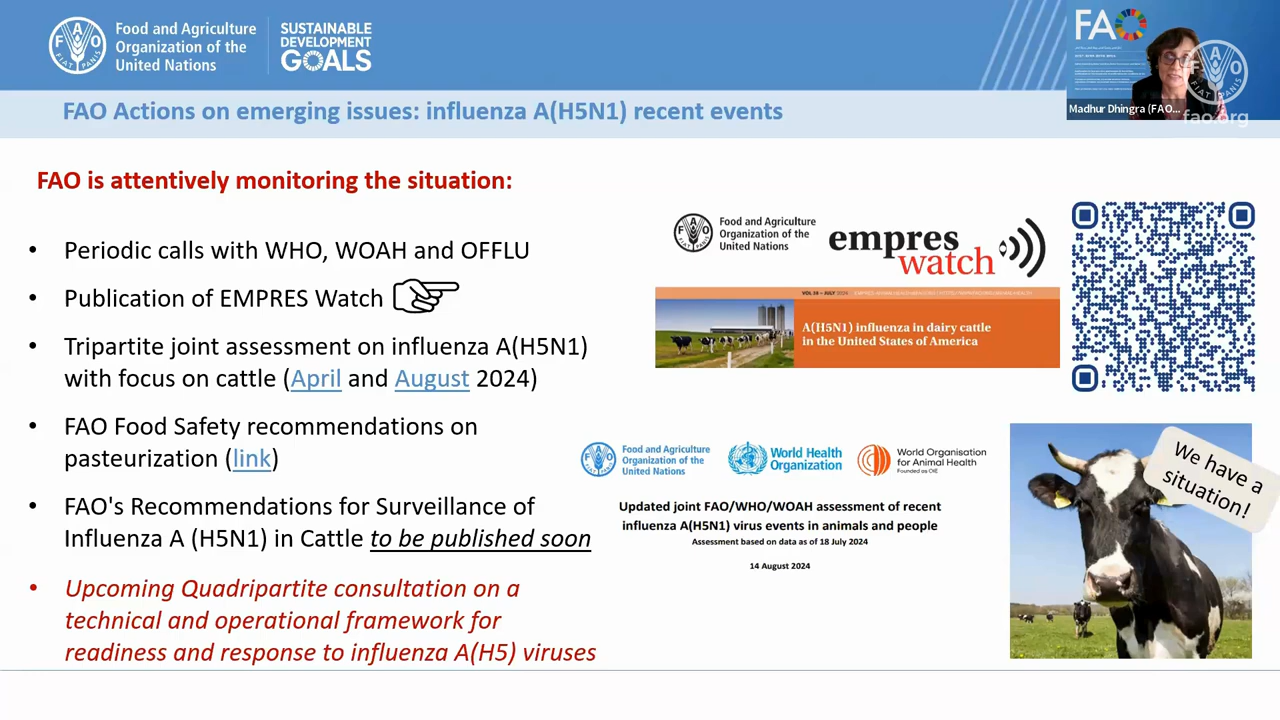 Food and Agriculture
Organization of the
United Nations
SUSTAINABLE
DEVELOPMENT
GOALS
FAO
Madhur Dhingra (FAO...
fao.org
FAO Actions on emerging issues: influenza A(H5N1) recent events
FAO is attentively monitoring the situation:
• Periodic calls with WHO, WOAH and OFFLU
• Publication of EMPRES Watch
• Tripartite joint assessment on influenza A(H5N1)
with focus on cattle (April and August 2024)
• FAO Food Safety recommendations on
pasteurization (link)
• FAO's Recommendations for Surveillance of
Influenza A (H5N1) in Cattle to be published soon
• Upcoming Quadripartite consultation on a
technical and operational framework for
readiness and response to influenza A(H5) viruses
Food and Agriculture
Organization of the
United Nations
empres
watch
A(H5N1) influenza in dairy cattle
in the United States of America
Food and Agriculture
Organization of the
United Nations
World Health
Organization
World Organisation
for Animal Health
Founded as OIE
Updated joint FAO/WHO/WOAH assessment of recent
influenza A(H5N1) virus events in animals and people
Assessment based on data as of 18 July 2024
14 August 2024
We have a
situation!